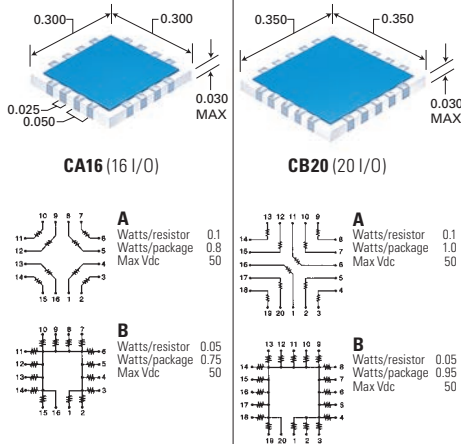 0.300 0.300
0.030
MAX
0.025
0.050
CA16 (16 I/O)
10 9 8 7
11 6
12 5
13 4
14 3
15 16 1 2
A
Watts/resistor 0.1
Watts/package 0.8
Max Vdc 50
10 9 8 7
11 6
12 5
13 4
14 3
15 16 1 2
B
Watts/resistor 0.05
Watts/package 0.75
Max Vdc 50
0.350 0.350
0.030
MAX
CB20 (20 I/O)
13 12 11 10 9
14 8
15 7
16 6
17 5
18 4
19 20 1 2 3
A
Watts/resistor 0.1
Watts/package 1.0
Max Vdc 50
13 12 11 10 9
14 8
15 7
16 6
17 5
18 4
19 20 1 2 3
B
Watts/resistor 0.05
Watts/package 0.95
Max Vdc 50